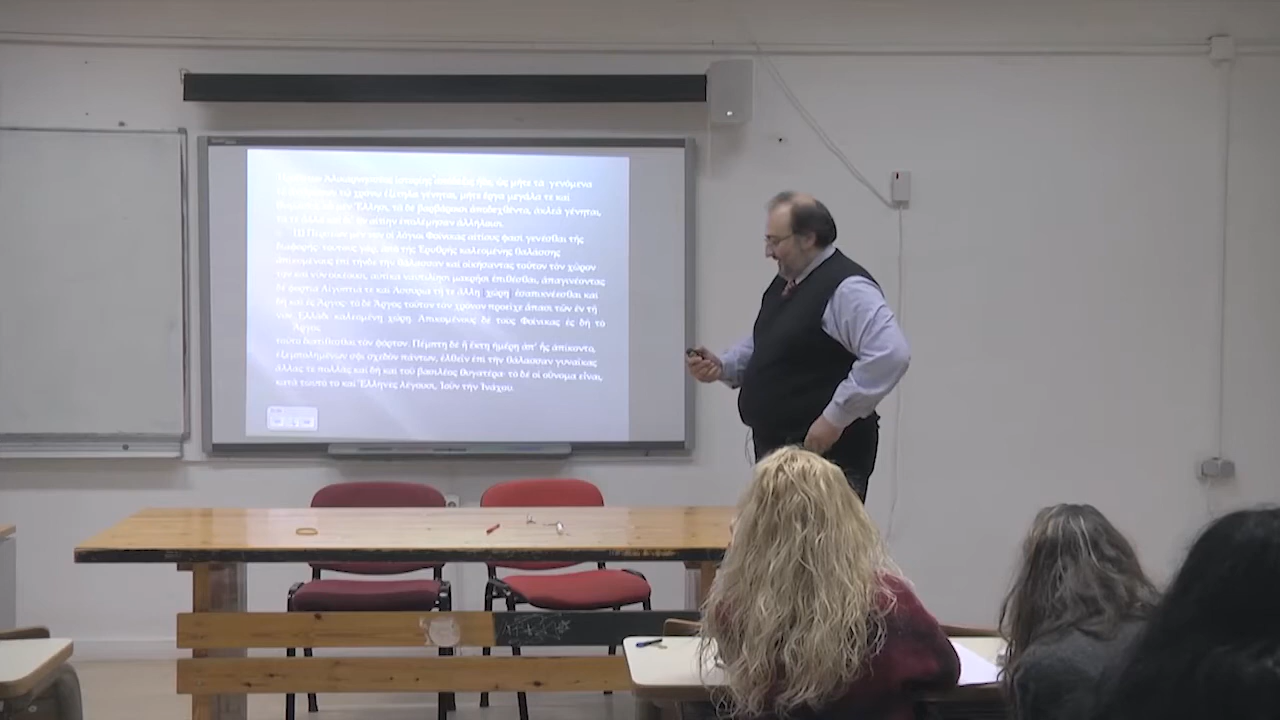 Ἁλικαρνησσέος ἱστορίης ἀπόδεξις ἥδε, ὡς μήτε τὰ γενόμενα
τῷ χρόνῳ ἐξίτηλα γένηται, μήτε ἔργα μεγάλα τε καὶ
Ἕλλησι, τὰ δὲ βαρβάροισι ἀποδεχθέντα, ἀκλεᾶ γένηται,
τά τε ἄλλα καὶ δι' ἣν αἰτίην ἐπολέμησαν ἀλλήλοισι.
[1] Περσέων μέν νυν οἱ λόγιοι Φοίνικας αἰτίους φασὶ γενέσθαι τῆς
διαφορῆς· τούτους γάρ, ἀπὸ τῆς Ἐρυθρῆς καλεομένης θαλάσσης
ἀπικομένους ἐπὶ τήνδε τὴν θάλασσαν καὶ οἰκήσαντας τοῦτον τὸν χῶρον
τὸν καὶ νῦν οἰκέουσι, αὐτίκα ναυτιλίῃσι μακρῇσι ἐπιθέσθαι, ἀπαγινέοντας
δὲ φορτία Αἰγύπτιά τε καὶ Ἀσσύρια τῇ τε ἄλλῃ χώρῃ ἐσαπικνέεσθαι καὶ
δὴ καὶ ἐς Ἄργος· τὸ δὲ Ἄργος τοῦτον τὸν χρόνον προεῖχε ἅπασι τῶν ἐν τῇ
νῦν Ἑλλάδι καλεομένῃ χώρῃ. Ἀπικομένους δὲ τοὺς Φοίνικας ἐς δὴ τὸ
Ἄργος
τοῦτο διατίθεσθαι τὸν φόρτον. Πέμπτῃ δὲ ἢ ἕκτῃ ἡμέρῃ ἀπ' ἧς ἀπίκοντο,
ἐξεμπολημένων σφι σχεδὸν πάντων, ἐλθεῖν ἐπὶ τὴν θάλασσαν γυναῖκας
ἄλλας τε πολλὰς καὶ δὴ καὶ τοῦ βασιλέος θυγατέρα· τὸ δέ οἱ οὔνομα εἶναι,
κατὰ τὠυτὸ τὸ καὶ Ἕλληνες λέγουσι, Ἰοῦν τὴν Ἰνάχου.